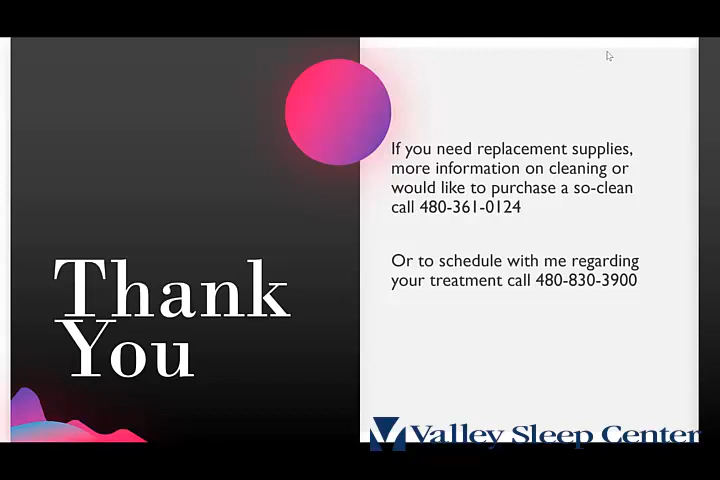 Thank
You
If you need replacement supplies,
more information on cleaning or
would like to purchase a so-clean
call 480-361-0124
Or to schedule with me regarding
your treatment call 480-830-3900
Valley Sleep Center